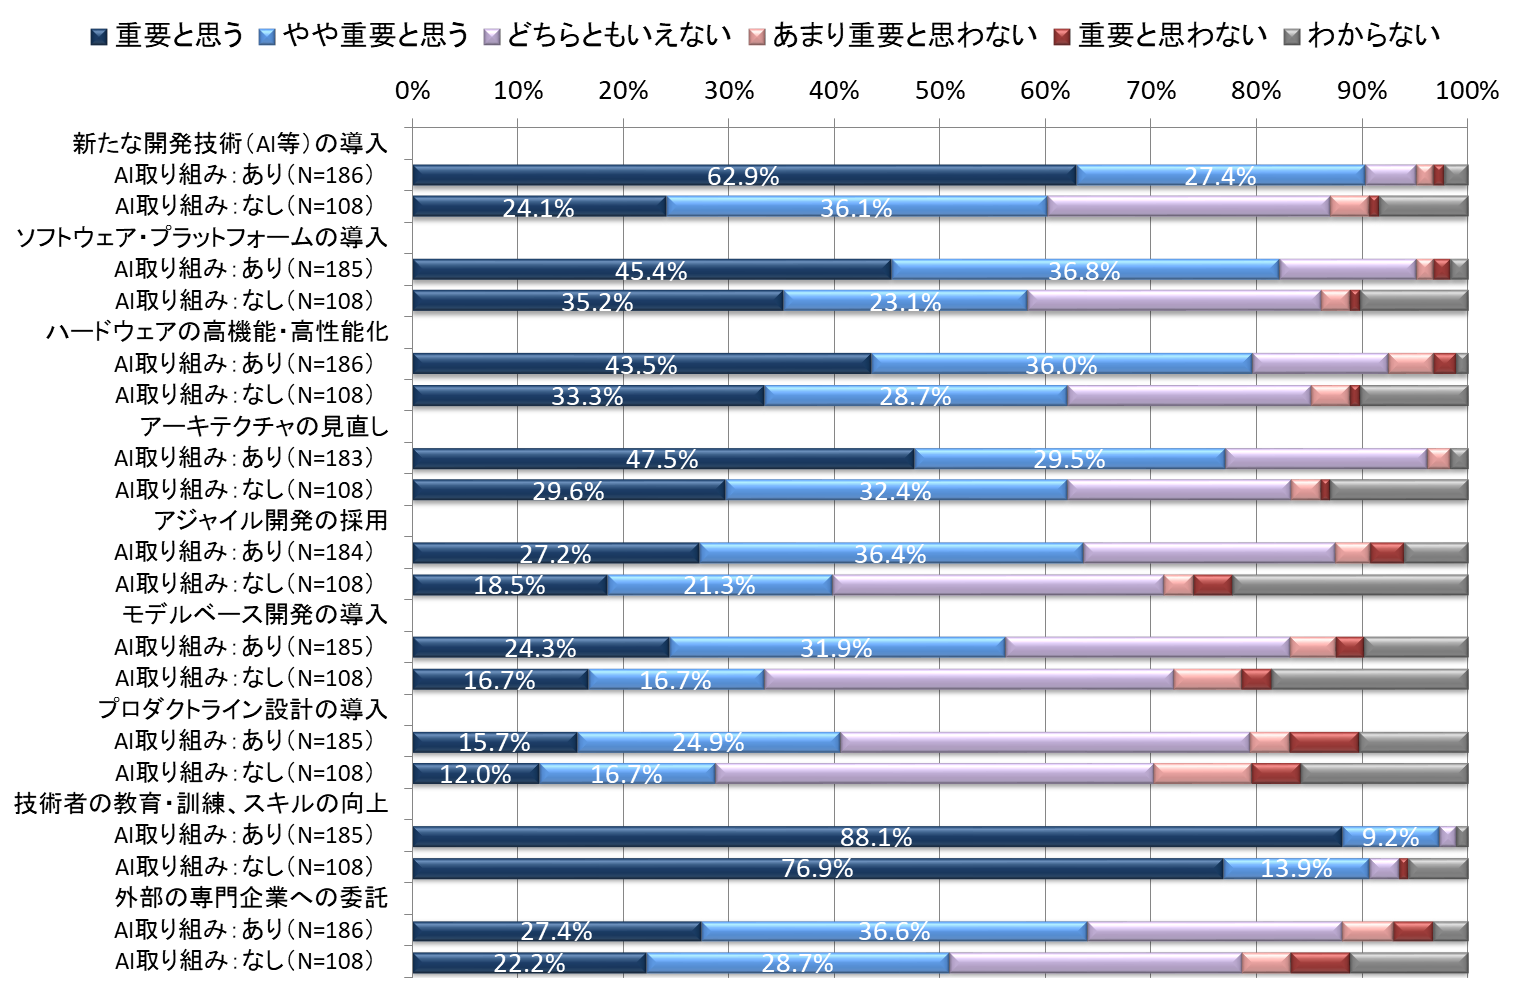 重要と思う やや重要と思う どちらともいえない あまり重要と思わない 重要と思わない わからない
0% 10% 20% 30% 40% 50% 60% 70% 80% 90% 100%
新たな開発技術（AI等）の導入
AI取り組み：あり（N=186） 62.9% 27.4%
AI取り組み：なし（N=108） 24.1% 36.1%
ソフトウェア・プラットフォームの導入
AI取り組み：あり（N=185） 45.4% 36.8%
AI取り組み：なし（N=108） 35.2% 23.1%
ハードウェアの高機能・高性能化
AI取り組み：あり（N=186） 43.5% 36.0%
AI取り組み：なし（N=108） 33.3% 28.7%
アーキテクチャの見直し
AI取り組み：あり（N=183） 47.5% 29.5%
AI取り組み：なし（N=108） 29.6% 32.4%
アジャイル開発の採用
AI取り組み：あり（N=184） 27.2% 36.4%
AI取り組み：なし（N=108） 18.5% 21.3%
モデルベース開発の導入
AI取り組み：あり（N=185） 24.3% 31.9%
AI取り組み：なし（N=108） 16.7% 16.7%
プロダクトライン設計の導入
AI取り組み：あり（N=185） 15.7% 24.9%
AI取り組み：なし（N=108） 12.0% 16.7%
技術者の教育・訓練、スキルの向上
AI取り組み：あり（N=185） 88.1% 9.2%
AI取り組み：なし（N=108） 76.9% 13.9%
外部の専門企業への委託
AI取り組み：あり（N=186） 27.4% 36.6%
AI取り組み：なし（N=108） 22.2% 28.7%